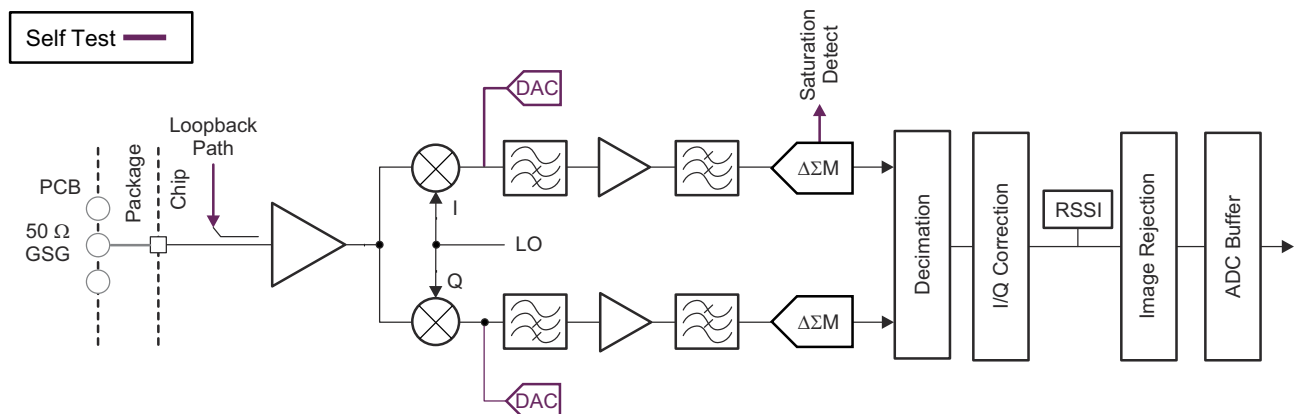 Self Test
DAC
Saturation
Detect
Loopback
Path
PCB
Package
Chip
50 Ω
GSG
I
LO
Q
ΔΣM
ΔΣM
DAC
Decimation
I/Q Correction
RSSI
Image Rejection
ADC Buffer